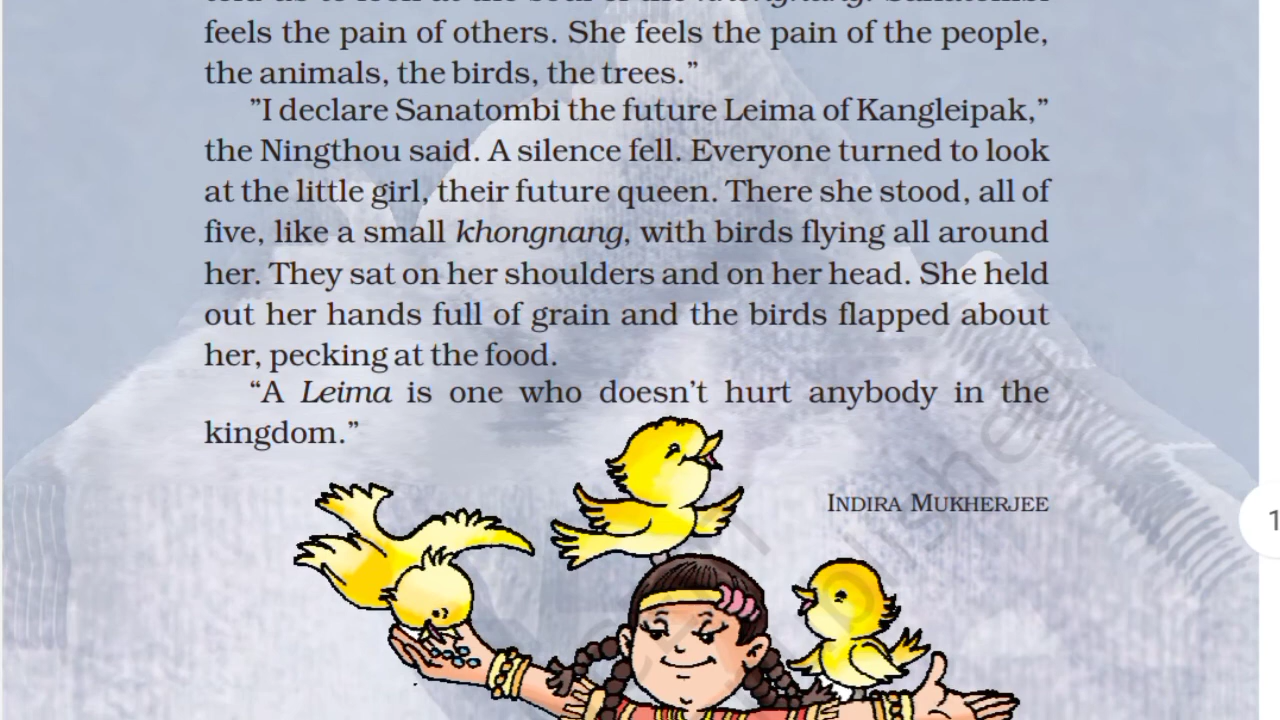 feels the pain of others. She feels the pain of the people,
the animals, the birds, the trees.”
”I declare Sanatombi the future Leima of Kangleipak,”
the Ningthou said. A silence fell. Everyone turned to look
at the little girl, their future queen. There she stood, all of
five, like a small khongnang, with birds flying all around
her. They sat on her shoulders and on her head. She held
out her hands full of grain and the birds flapped about
her, pecking at the food.
“A Leima is one who doesn’t hurt anybody in the
kingdom.”
INDIRA MUKHERJEE
1